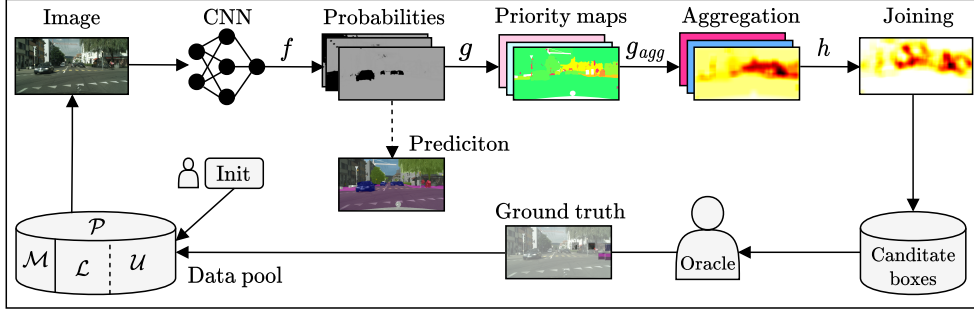 Image
CNN
Probabilities
Priority maps
Aggregation
Joining
f
g
g_agg
h
Prediciton
Init
Ground truth
P
M
L
U
Data pool
Oracle
Canditate
boxes